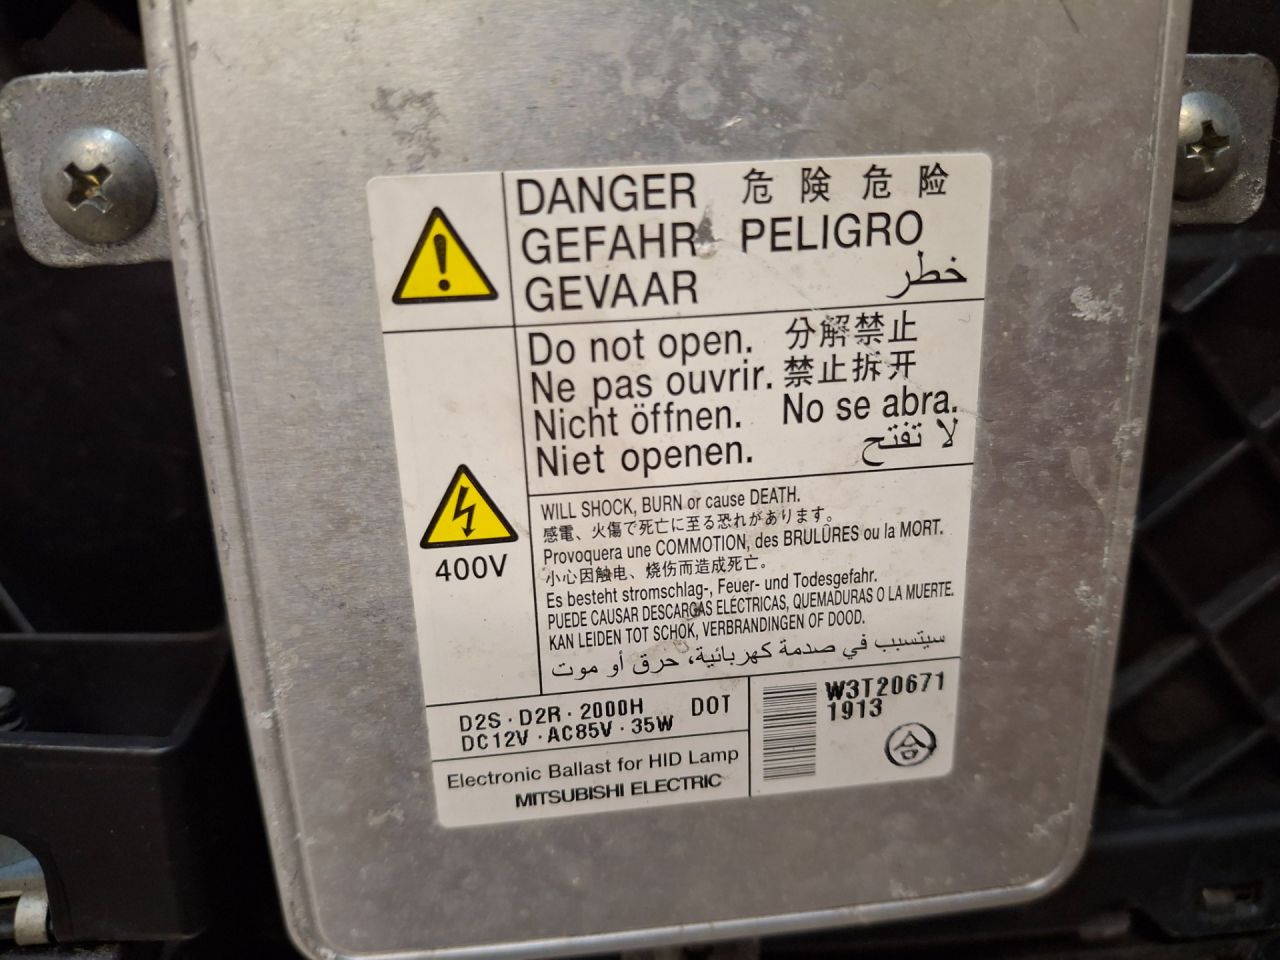 DANGER 危 険 危 险
GEFAHR PELIGRO
GEVAAR خطر
Do not open. 分解禁止
Ne pas ouvrir. 禁止拆开
Nicht öffnen. No se abra.
Niet openen. لا تفتح
400V
WILL SHOCK, BURN or cause DEATH.
感電、火傷で死亡に至る恐れがあります。
Provoquera une COMMOTION, des BRULÛRES ou la MORT.
小心因触电、烧伤而造成死亡。
Es besteht stromschlag-, Feuer- und Todesgefahr.
PUEDE CAUSAR DESCARGAS ELÉCTRICAS, QUEMADURAS O LA MUERTE.
KAN LEIDEN TOT SCHOK, VERBRANDINGEN OF DOOD.
سيتسبب في صدمة كهربائية، حرق أو موت
D2S · D2R · 2000H DOT
DC12V · AC85V · 35W
Electronic Ballast for HID Lamp
MITSUBISHI ELECTRIC
W3T20671
1913
合